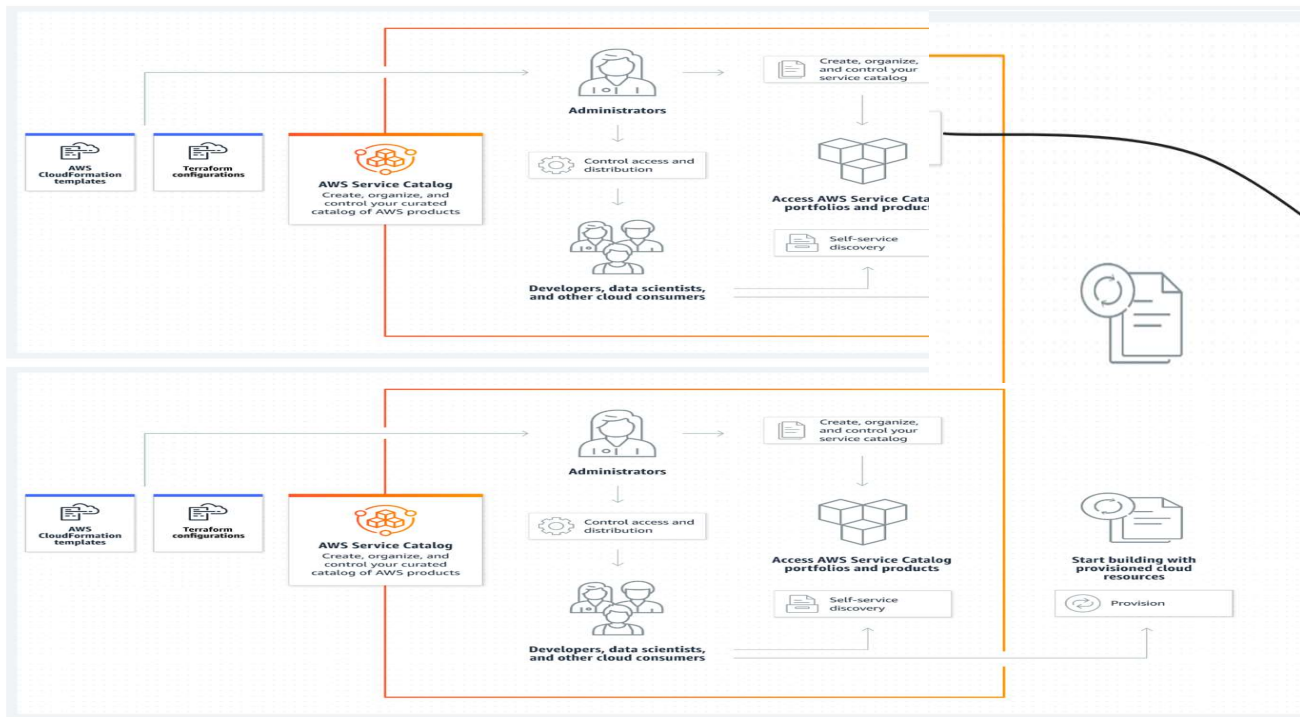 Create, organize,
and control your
service catalog
Administrators
AWS
CloudFormation
templates
Terraform
configurations
AWS Service Catalog
Create, organize, and
control your curated
catalog of AWS products
Control access and
distribution
Access AWS Service
portfolios and
Self-service
discovery
Developers, data scientists,
and other cloud consumers
Create, organize,
and control your
service catalog
Administrators
AWS
CloudFormation
templates
Terraform
configurations
AWS Service Catalog
Create, organize, and
control your curated
catalog of AWS products
Control access and
distribution
Access AWS Service Catalog
portfolios and products
Start building with
provisioned cloud
resources
Self-service
discovery
Provision
Developers, data scientists,
and other cloud consumers